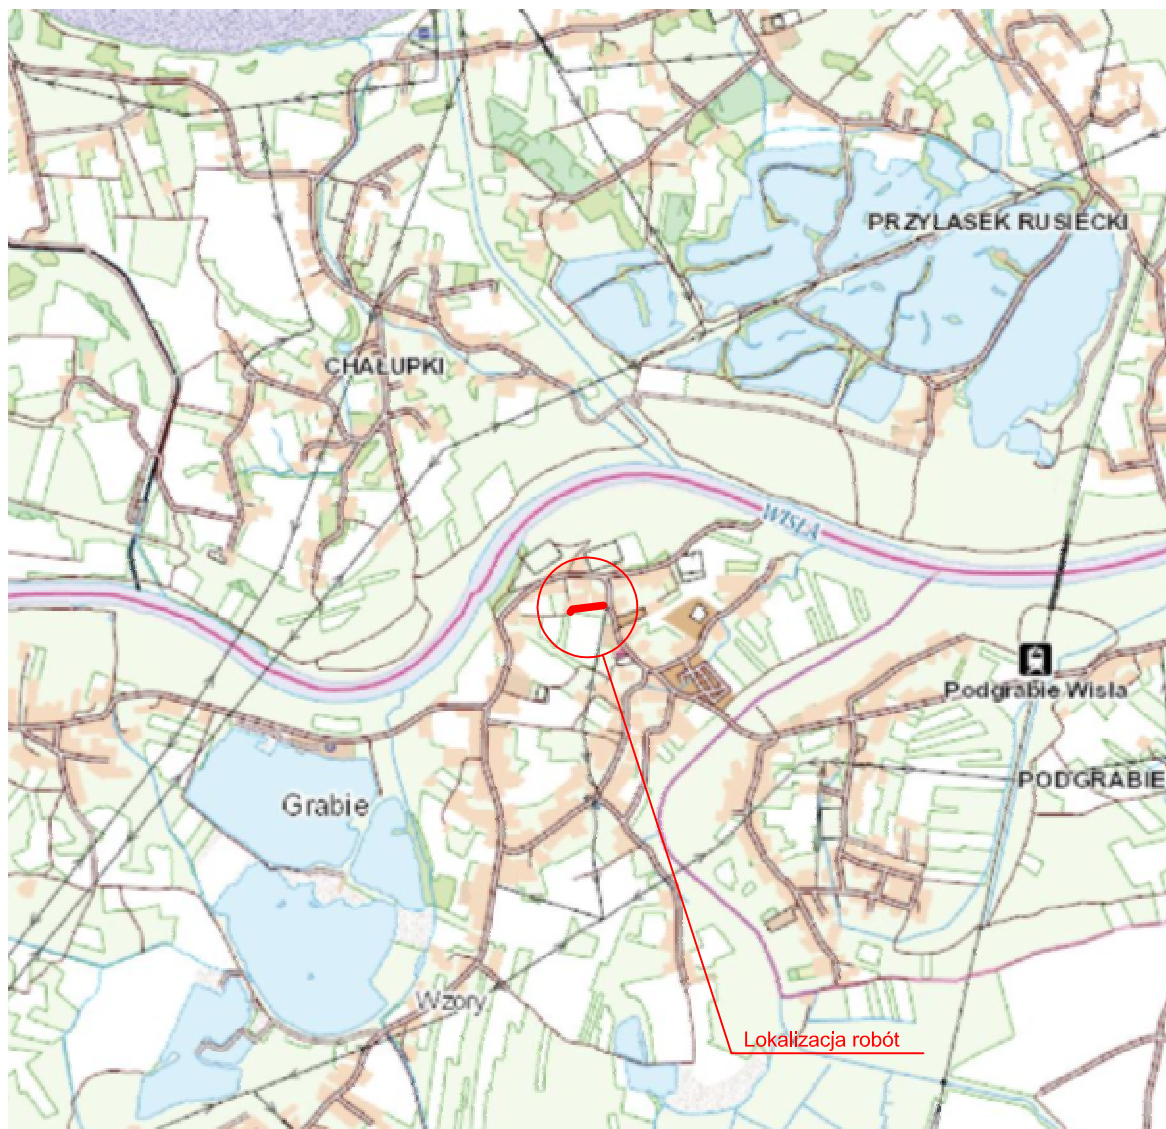 PRZYLASEK RUSIECKI
CHAŁUPKI
WISŁA
Podgrabie Wisła
PODGRABIE
Grabie
Wzory
Lokalizacja robót